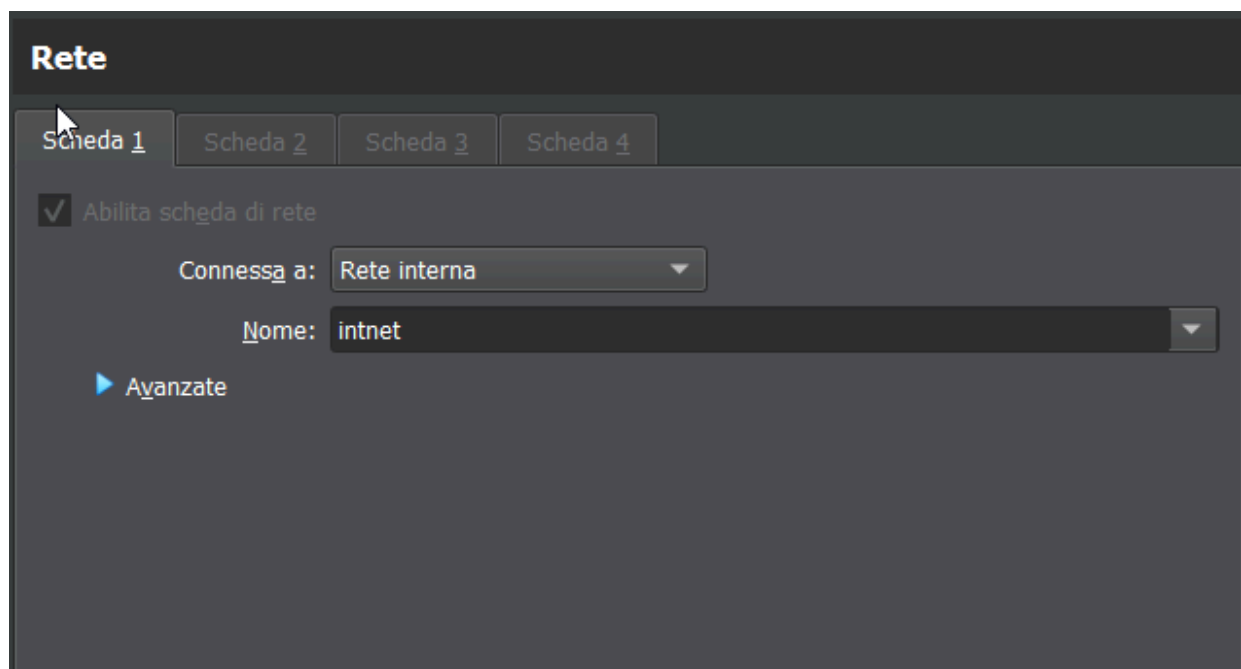 Rete
Scheda 1 Scheda 2 Scheda 3 Scheda 4
Abilita scheda di rete
Connessa a: Rete interna
Nome: intnet
Avanzate